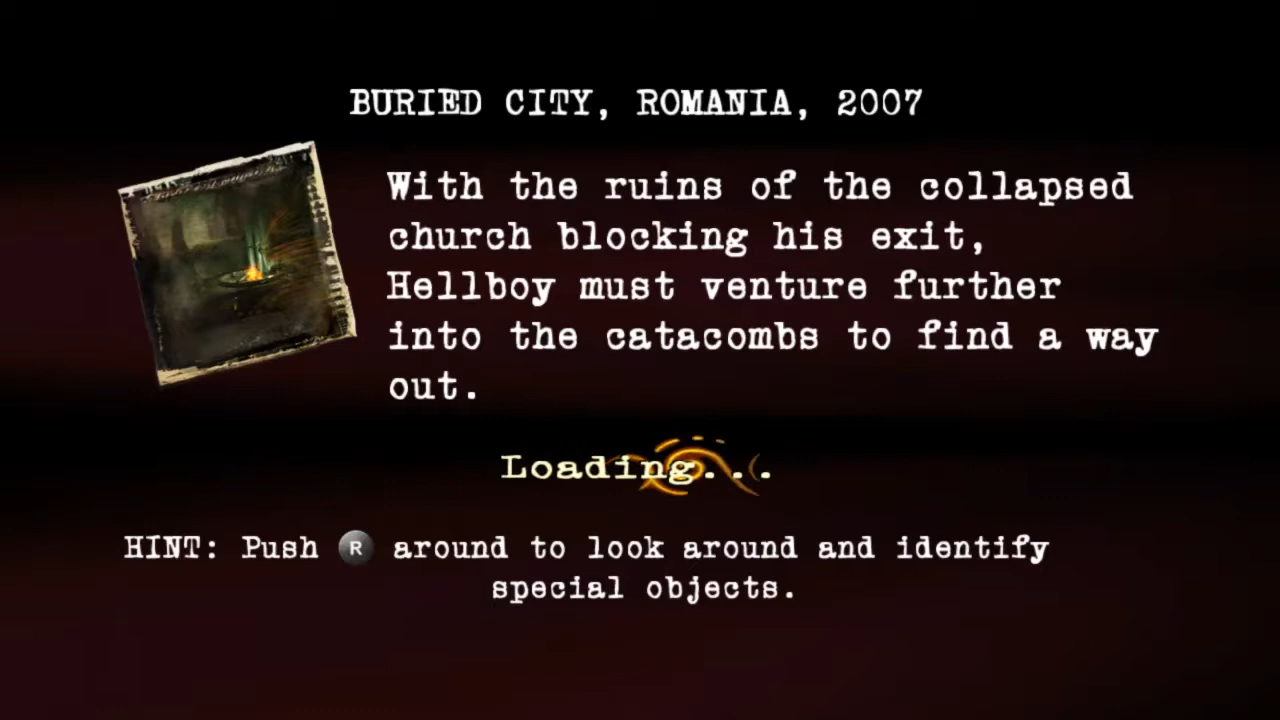 BURIED CITY, ROMANIA, 2007
With the ruins of the collapsed
church blocking his exit,
Hellboy must venture further
into the catacombs to find a way
out.
Loading...
HINT: Push R around to look around and identify
special objects.